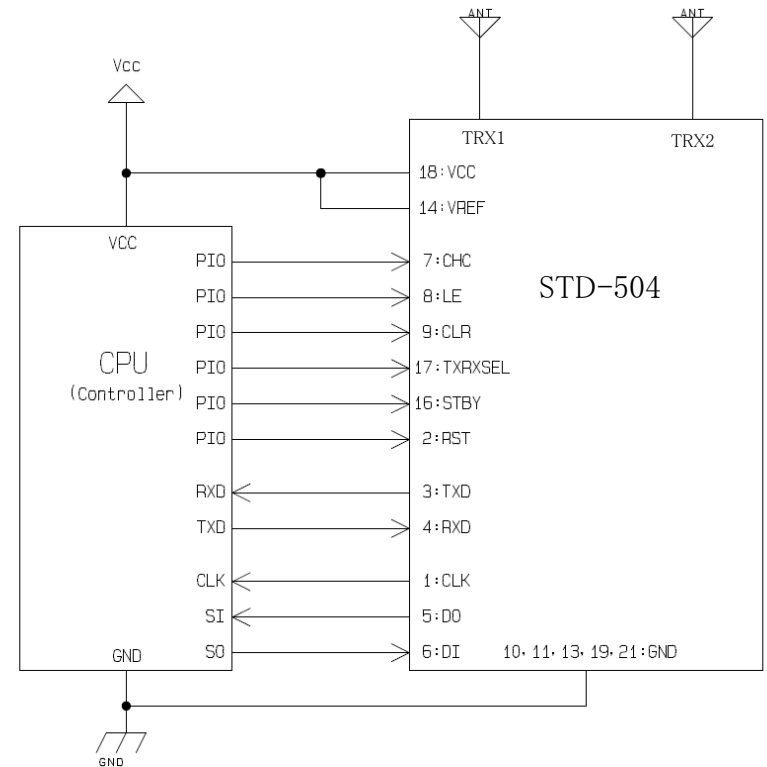 ANT
ANT
Vcc
TRX1
TRX2
18:VCC
14:VREF
VCC
PIO
7:CHC
STD-504
PIO
8:LE
PIO
9:CLR
CPU
(Controller)
PIO
17:TXRXSEL
PIO
16:STBY
PIO
2:RST
RXD
3:TXD
TXD
4:RXD
CLK
1:CLK
SI
5:DO
GND
SO
6:DI
10, 11, 13, 19, 21:GND
GND